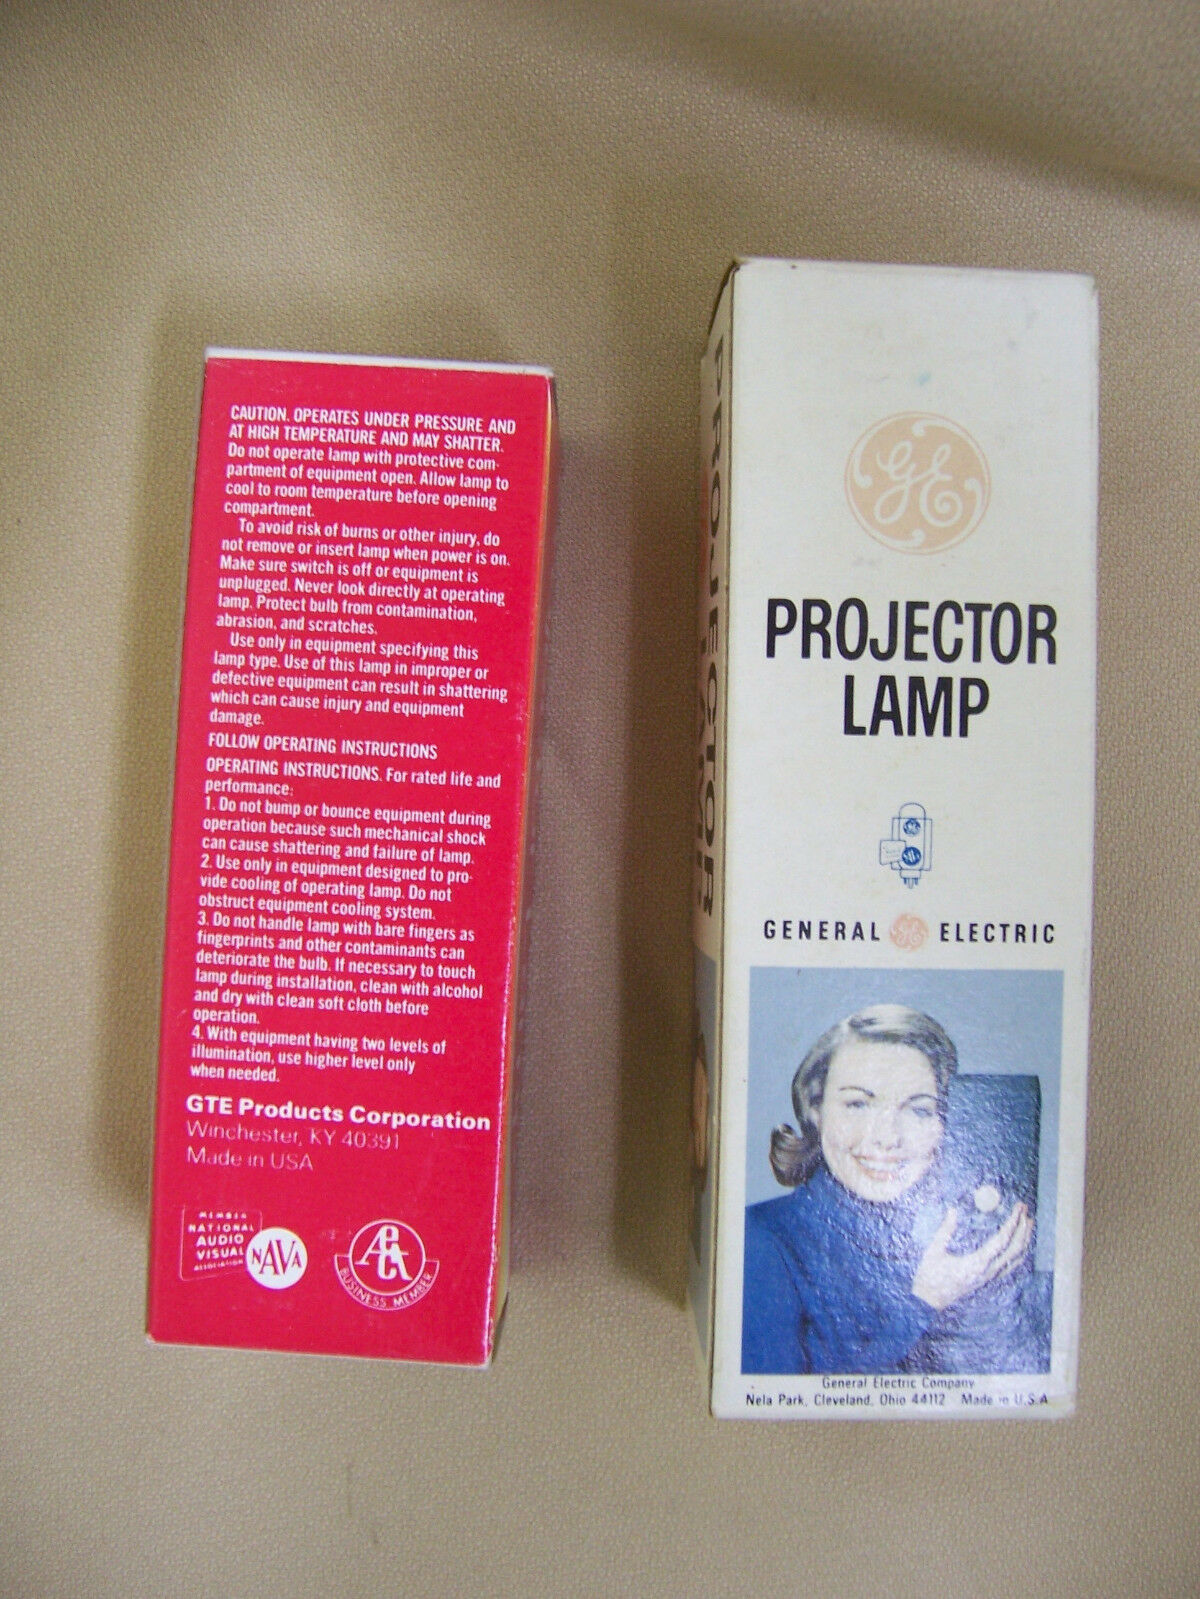 CAUTION. OPERATES UNDER PRESSURE AND
AT HIGH TEMPERATURE AND MAY SHATTER.
Do not operate lamp with protective com-
partment of equipment open. Allow lamp to
cool to room temperature before opening
compartment.
To avoid risk of burns or other injury, do
not remove or insert lamp when power is on.
Make sure switch is off or equipment is
unplugged. Never look directly at operating
lamp. Protect bulb from contamination,
abrasion, and scratches.
Use only in equipment specifying this
lamp type. Use of this lamp in improper or
defective equipment can result in shattering
which can cause injury and equipment
damage.
FOLLOW OPERATING INSTRUCTIONS
OPERATING INSTRUCTIONS. For rated life and
performance:
1. Do not bump or bounce equipment during
operation because such mechanical shock
can cause shattering and failure of lamp.
2. Use only in equipment designed to pro-
vide cooling of operating lamp. Do not
obstruct equipment cooling system.
3. Do not handle lamp with bare fingers as
fingerprints and other contaminants can
deteriorate the bulb. If necessary to touch
lamp during installation, clean with alcohol
and dry with clean soft cloth before
operation.
4. With equipment having two levels of
illumination, use higher level only
when needed.
GTE Products Corporation
Winchester, KY 40391
Made in USA
MEMBER
NATIONAL
AUDIO
VISUAL
ASSOCIATION
NAVA
AECT
BUSINESS MEMBER
PROJECTOR
LAMP
GE
PROJECTOR
LAMP
GENERAL GE ELECTRIC
General Electric Company
Nela Park, Cleveland, Ohio 44112 Made in U.S.A